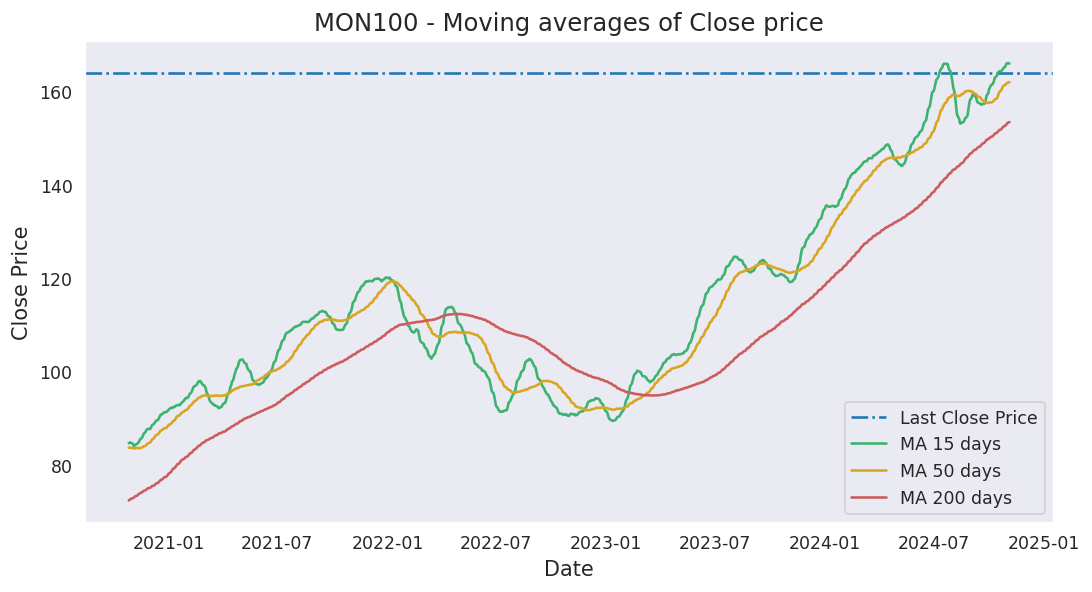 MON100 - Moving averages of Close price
Close Price
160
140
120
100
80
Last Close Price
MA 15 days
MA 50 days
MA 200 days
2021-01
2021-07
2022-01
2022-07
2023-01
2023-07
2024-01
2024-07
2025-01
Date